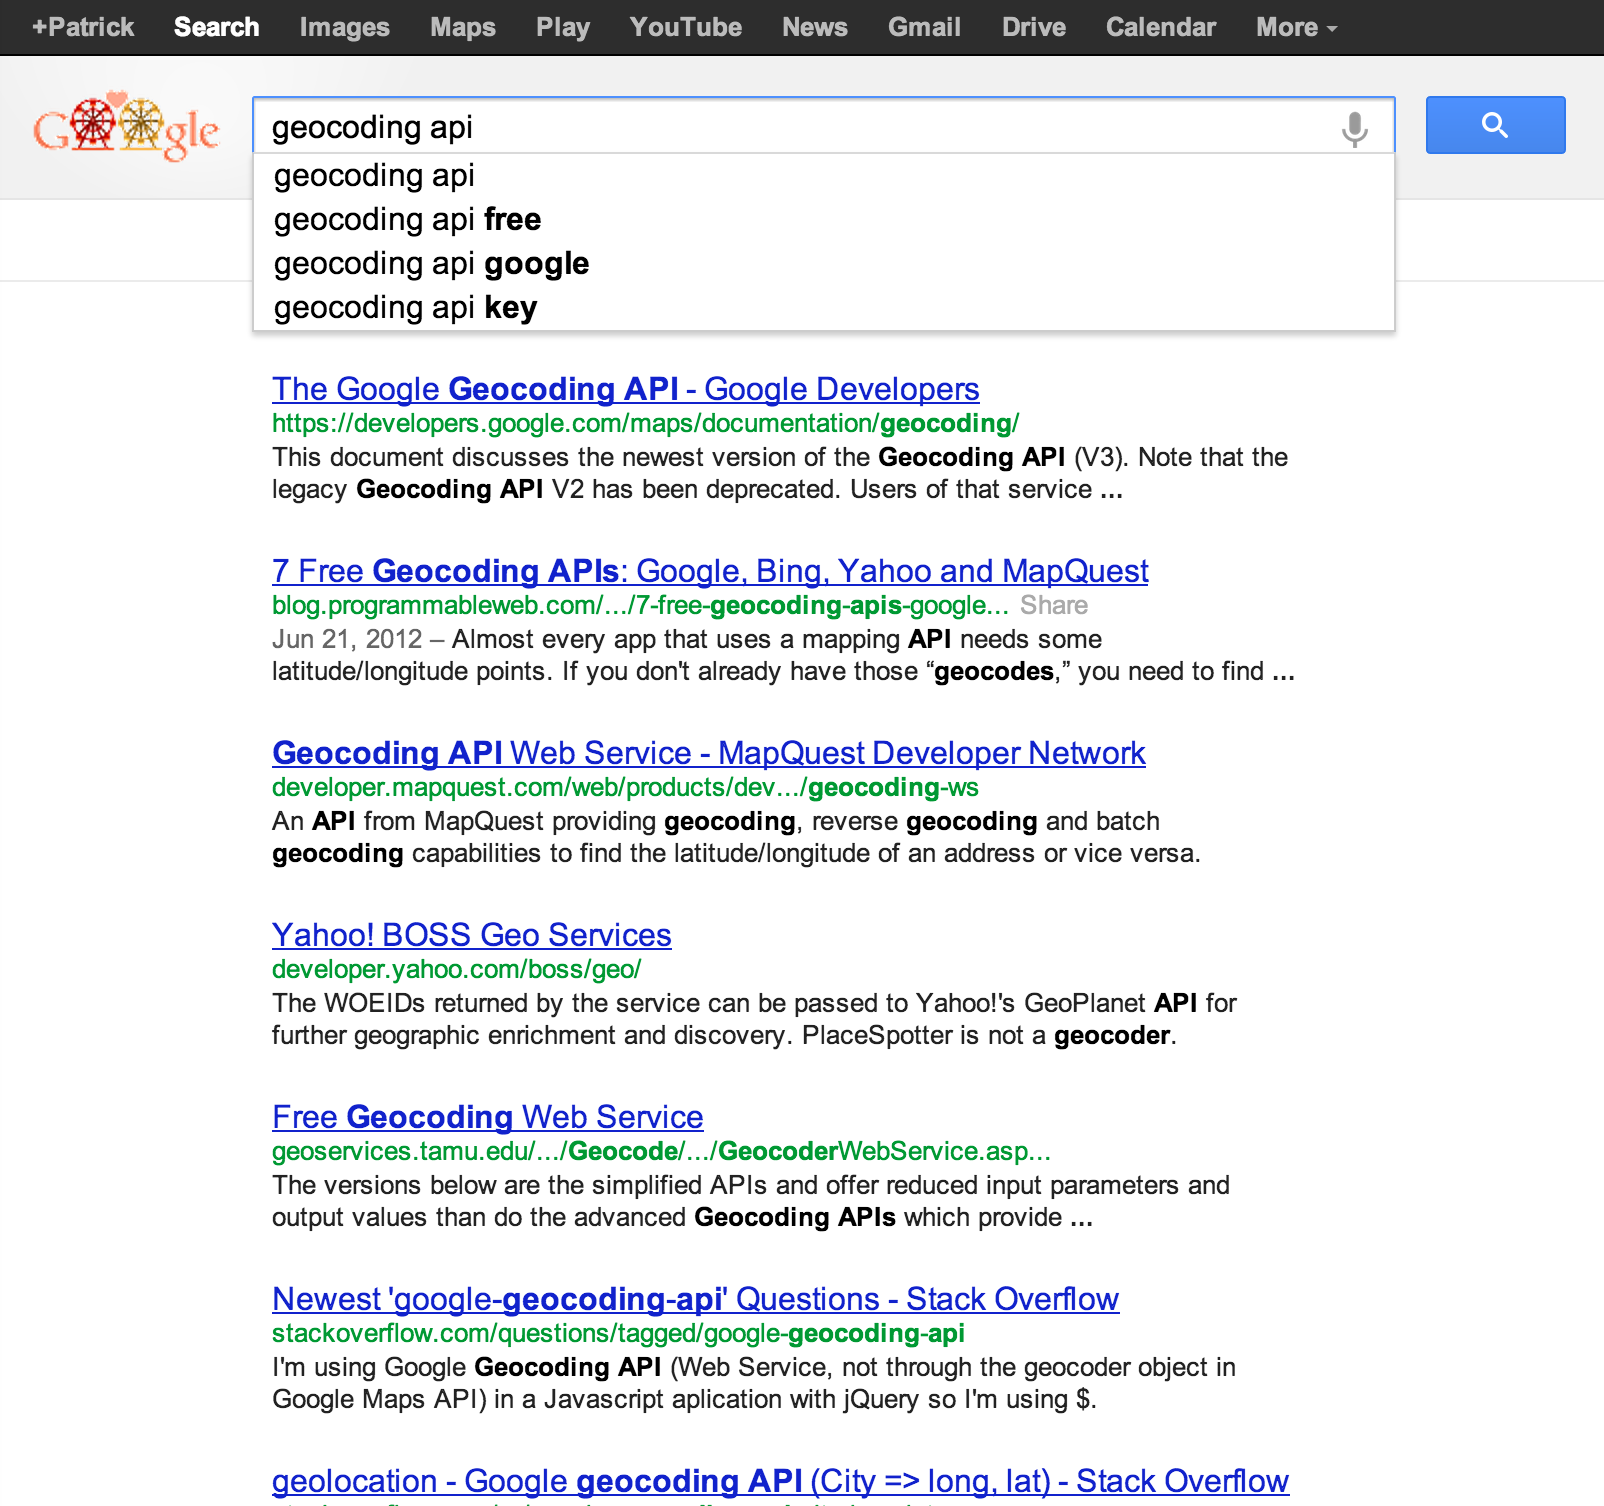 +Patrick Search Images Maps Play YouTube News Gmail Drive Calendar More
Google
geocoding api
geocoding api
geocoding api free
geocoding api google
geocoding api key
The Google Geocoding API - Google Developers
https://developers.google.com/maps/documentation/geocoding/
This document discusses the newest version of the Geocoding API (V3). Note that the
legacy Geocoding API V2 has been deprecated. Users of that service ...
7 Free Geocoding APIs: Google, Bing, Yahoo and MapQuest
blog.programmableweb.com/.../7-free-geocoding-apis-google... Share
Jun 21, 2012 – Almost every app that uses a mapping API needs some
latitude/longitude points. If you don't already have those “geocodes,” you need to find ...
Geocoding API Web Service - MapQuest Developer Network
developer.mapquest.com/web/products/dev.../geocoding-ws
An API from MapQuest providing geocoding, reverse geocoding and batch
geocoding capabilities to find the latitude/longitude of an address or vice versa.
Yahoo! BOSS Geo Services
developer.yahoo.com/boss/geo/
The WOEIDs returned by the service can be passed to Yahoo!'s GeoPlanet API for
further geographic enrichment and discovery. PlaceSpotter is not a geocoder.
Free Geocoding Web Service
geoservices.tamu.edu/.../Geocode/.../GeocoderWebService.asp...
The versions below are the simplified APIs and offer reduced input parameters and
output values than do the advanced Geocoding APIs which provide ...
Newest 'google-geocoding-api' Questions - Stack Overflow
stackoverflow.com/questions/tagged/google-geocoding-api
I'm using Google Geocoding API (Web Service, not through the geocoder object in
Google Maps API) in a Javascript aplication with jQuery so I'm using $.
geolocation - Google geocoding API (City => long, lat) - Stack Overflow